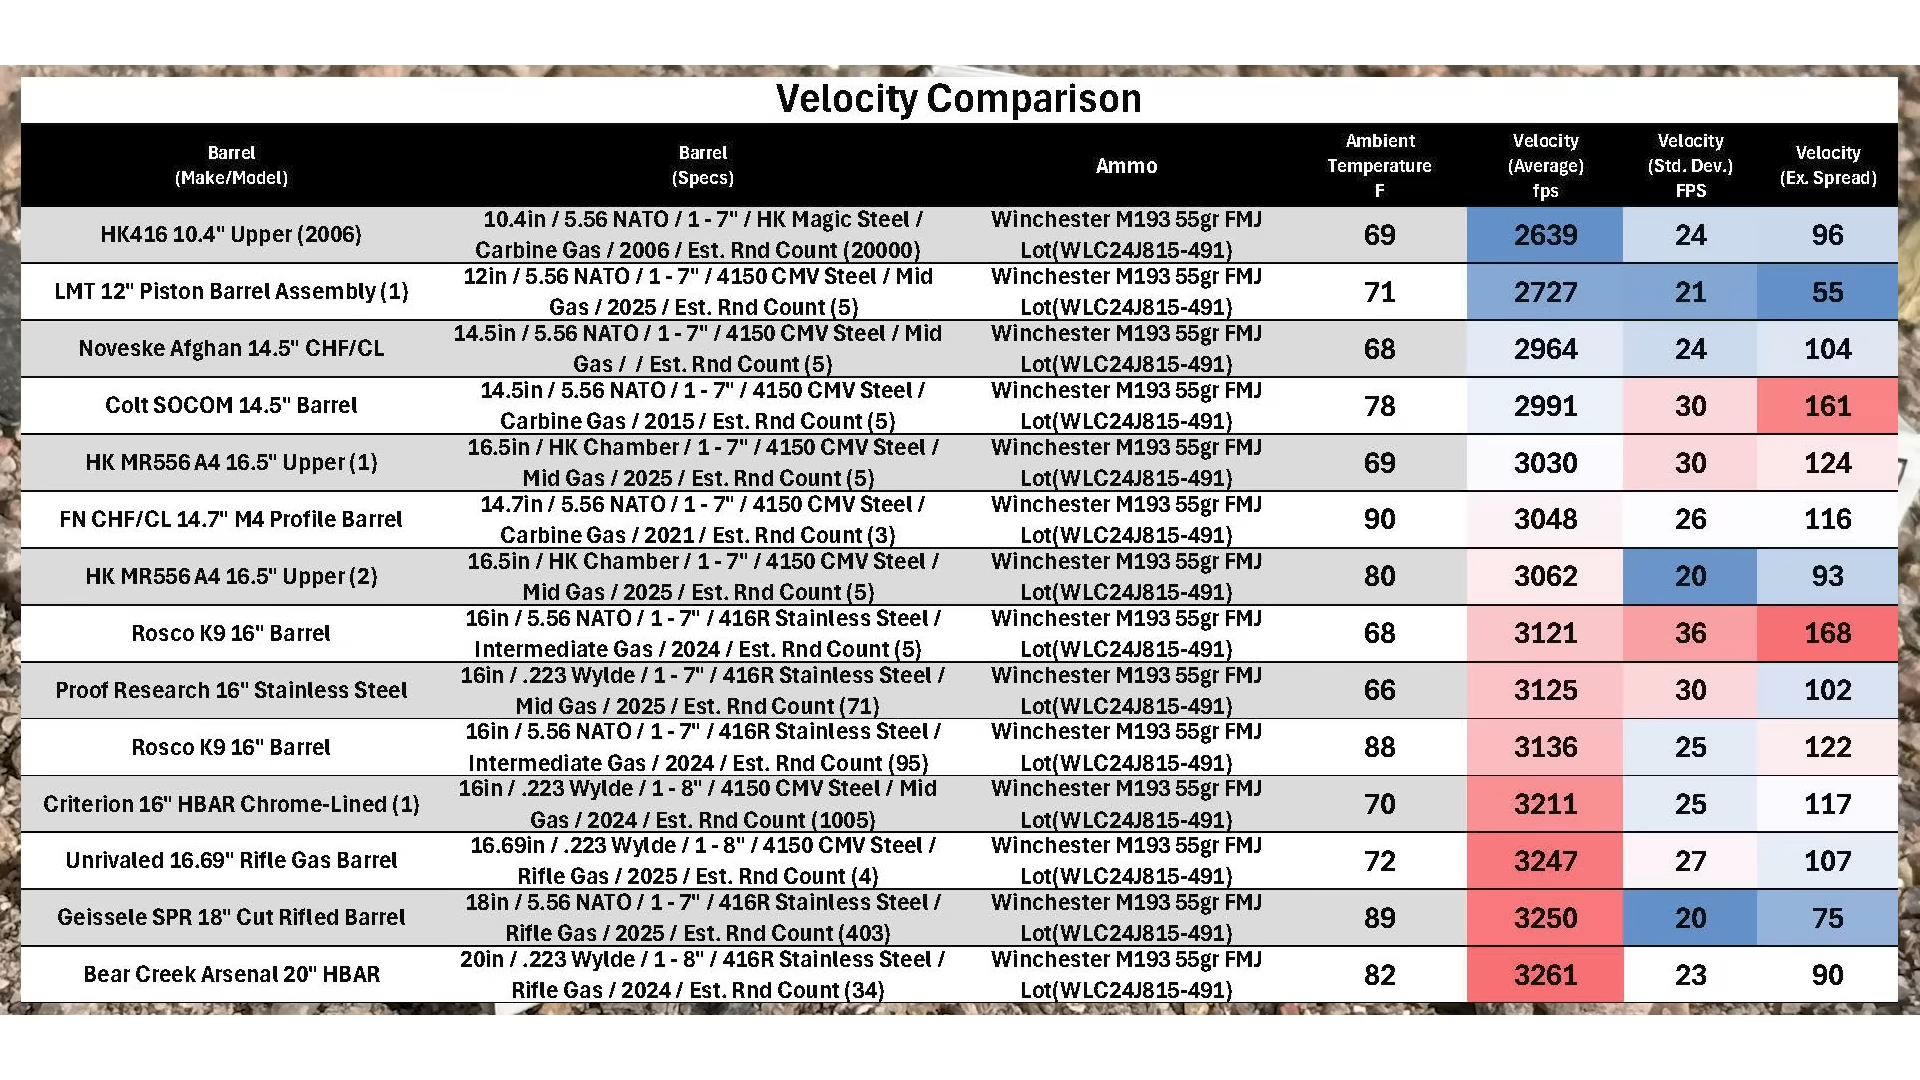 Velocity Comparison
Barrel
(Make/Model)
Barrel
(Specs)
Ammo
Ambient
Temperature
F
Velocity
(Average)
fps
Velocity
(Std. Dev.)
FPS
Velocity
(Ex. Spread)
HK416 10.4" Upper (2006)
10.4in / 5.56 NATO / 1 - 7" / HK Magic Steel /
Carbine Gas / 2006 / Est. Rnd Count (20000)
Winchester M193 55gr FMJ
Lot(WLC24J815-491)
69
2639
24
96
LMT 12" Piston Barrel Assembly (1)
12in / 5.56 NATO / 1 - 7" / 4150 CMV Steel / Mid
Gas / 2025 / Est. Rnd Count (5)
Winchester M193 55gr FMJ
Lot(WLC24J815-491)
71
2727
21
55
Noveske Afghan 14.5" CHF/CL
14.5in / 5.56 NATO / 1 - 7" / 4150 CMV Steel / Mid
Gas /  / Est. Rnd Count (5)
Winchester M193 55gr FMJ
Lot(WLC24J815-491)
68
2964
24
104
Colt SOCOM 14.5" Barrel
14.5in / 5.56 NATO / 1 - 7" / 4150 CMV Steel /
Carbine Gas / 2015 / Est. Rnd Count (5)
Winchester M193 55gr FMJ
Lot(WLC24J815-491)
78
2991
30
161
HK MR556 A4 16.5" Upper (1)
16.5in / HK Chamber / 1 - 7" / 4150 CMV Steel /
Mid Gas / 2025 / Est. Rnd Count (5)
Winchester M193 55gr FMJ
Lot(WLC24J815-491)
69
3030
30
124
FN CHF/CL 14.7" M4 Profile Barrel
14.7in / 5.56 NATO / 1 - 7" / 4150 CMV Steel /
Carbine Gas / 2021 / Est. Rnd Count (3)
Winchester M193 55gr FMJ
Lot(WLC24J815-491)
90
3048
26
116
HK MR556 A4 16.5" Upper (2)
16.5in / HK Chamber / 1 - 7" / 4150 CMV Steel /
Mid Gas / 2025 / Est. Rnd Count (5)
Winchester M193 55gr FMJ
Lot(WLC24J815-491)
80
3062
20
93
Rosco K9 16" Barrel
16in / 5.56 NATO / 1 - 7" / 416R Stainless Steel /
Intermediate Gas / 2024 / Est. Rnd Count (5)
Winchester M193 55gr FMJ
Lot(WLC24J815-491)
68
3121
36
168
Proof Research 16" Stainless Steel
16in / .223 Wylde / 1 - 7" / 416R Stainless Steel /
Mid Gas / 2025 / Est. Rnd Count (71)
Winchester M193 55gr FMJ
Lot(WLC24J815-491)
66
3125
30
102
Rosco K9 16" Barrel
16in / 5.56 NATO / 1 - 7" / 416R Stainless Steel /
Intermediate Gas / 2024 / Est. Rnd Count (95)
Winchester M193 55gr FMJ
Lot(WLC24J815-491)
88
3136
25
122
Criterion 16" HBAR Chrome-Lined (1)
16in / .223 Wylde / 1 - 8" / 4150 CMV Steel / Mid
Gas / 2024 / Est. Rnd Count (1005)
Winchester M193 55gr FMJ
Lot(WLC24J815-491)
70
3211
25
117
Unrivaled 16.69" Rifle Gas Barrel
16.69in / .223 Wylde / 1 - 8" / 4150 CMV Steel /
Rifle Gas / 2025 / Est. Rnd Count (4)
Winchester M193 55gr FMJ
Lot(WLC24J815-491)
72
3247
27
107
Geissele SPR 18" Cut Rifled Barrel
18in / 5.56 NATO / 1 - 7" / 416R Stainless Steel /
Rifle Gas / 2025 / Est. Rnd Count (403)
Winchester M193 55gr FMJ
Lot(WLC24J815-491)
89
3250
20
75
Bear Creek Arsenal 20" HBAR
20in / .223 Wylde / 1 - 8" / 416R Stainless Steel /
Rifle Gas / 2024 / Est. Rnd Count (34)
Winchester M193 55gr FMJ
Lot(WLC24J815-491)
82
3261
23
90